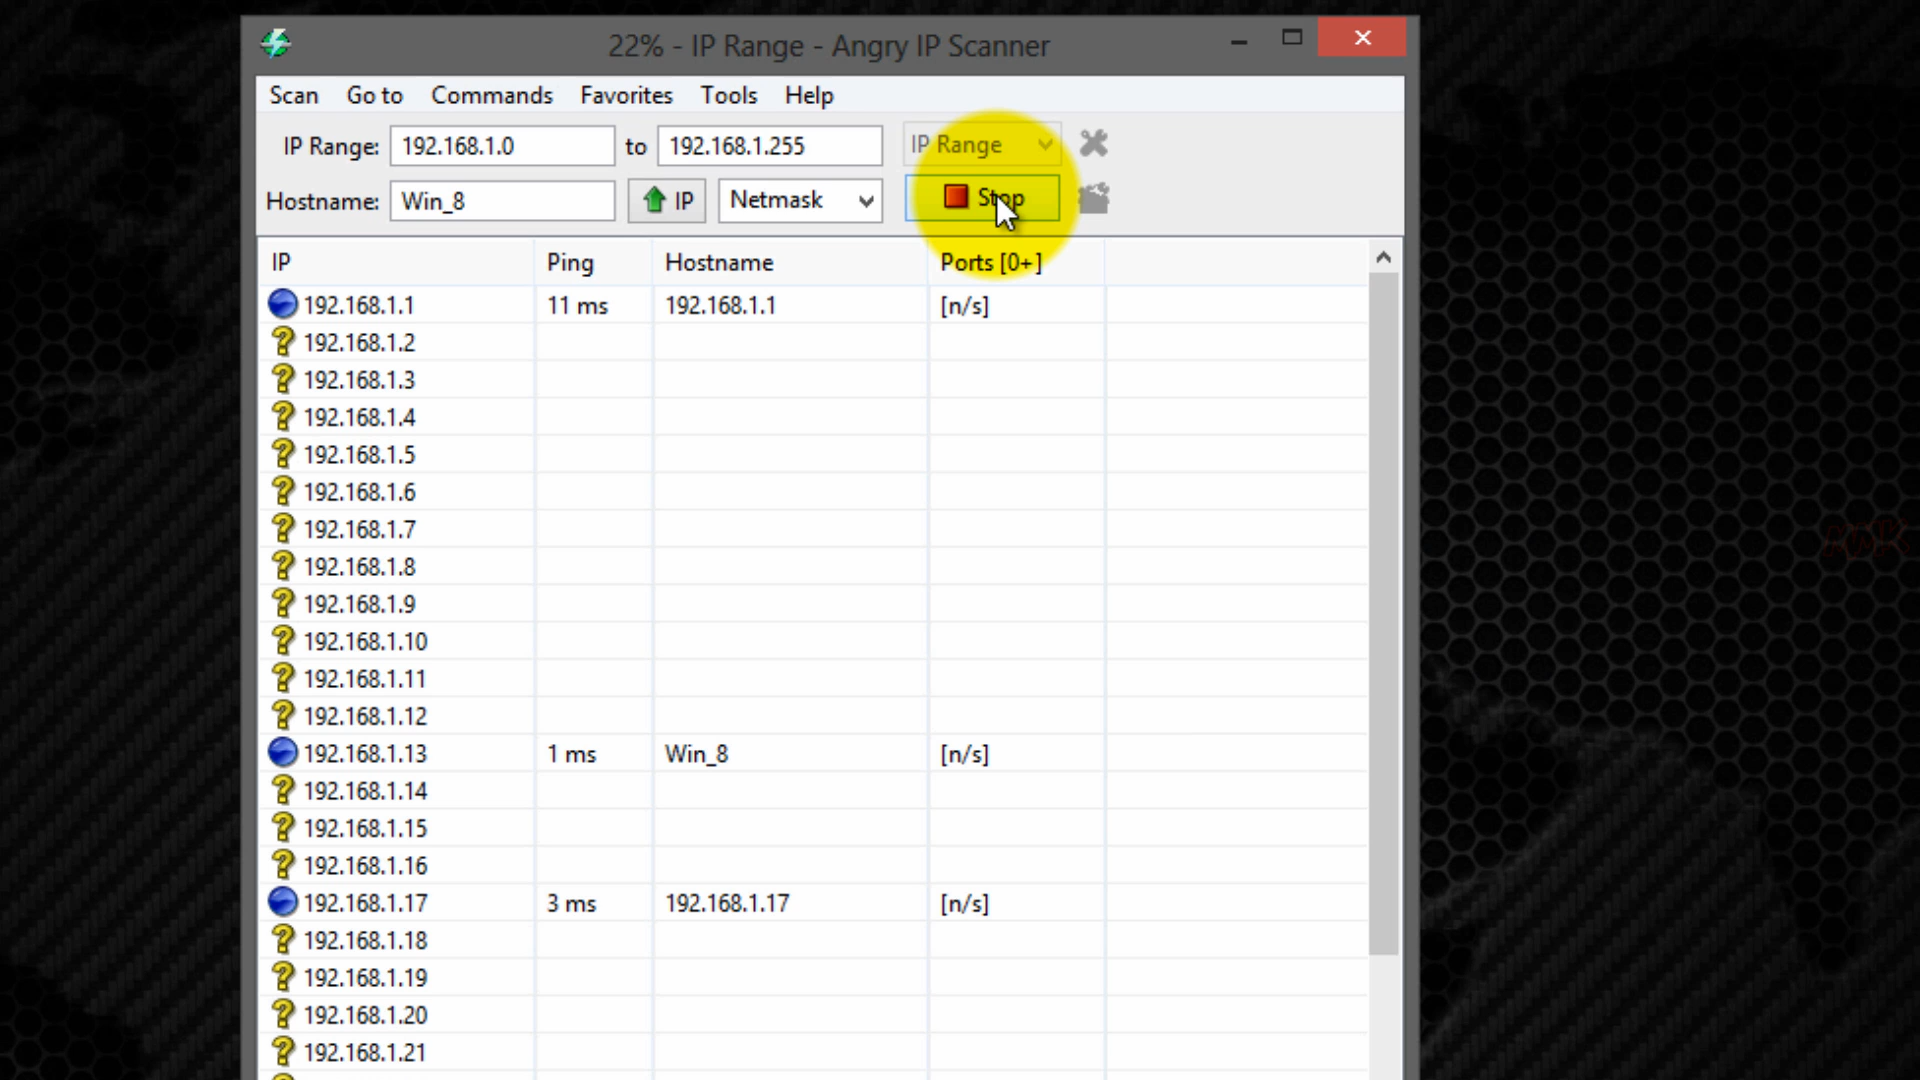 22% - IP Range - Angry IP Scanner
Scan Go to Commands Favorites Tools Help
IP Range: 192.168.1.0 to 192.168.1.255 IP Range
Hostname: Win_8 IP Netmask Stop
IP Ping Hostname Ports [0+]
192.168.1.1 11 ms 192.168.1.1 [n/s]
192.168.1.2
192.168.1.3
192.168.1.4
192.168.1.5
192.168.1.6
192.168.1.7
192.168.1.8
192.168.1.9
192.168.1.10
192.168.1.11
192.168.1.12
192.168.1.13 1 ms Win_8 [n/s]
192.168.1.14
192.168.1.15
192.168.1.16
192.168.1.17 3 ms 192.168.1.17 [n/s]
192.168.1.18
192.168.1.19
192.168.1.20
192.168.1.21